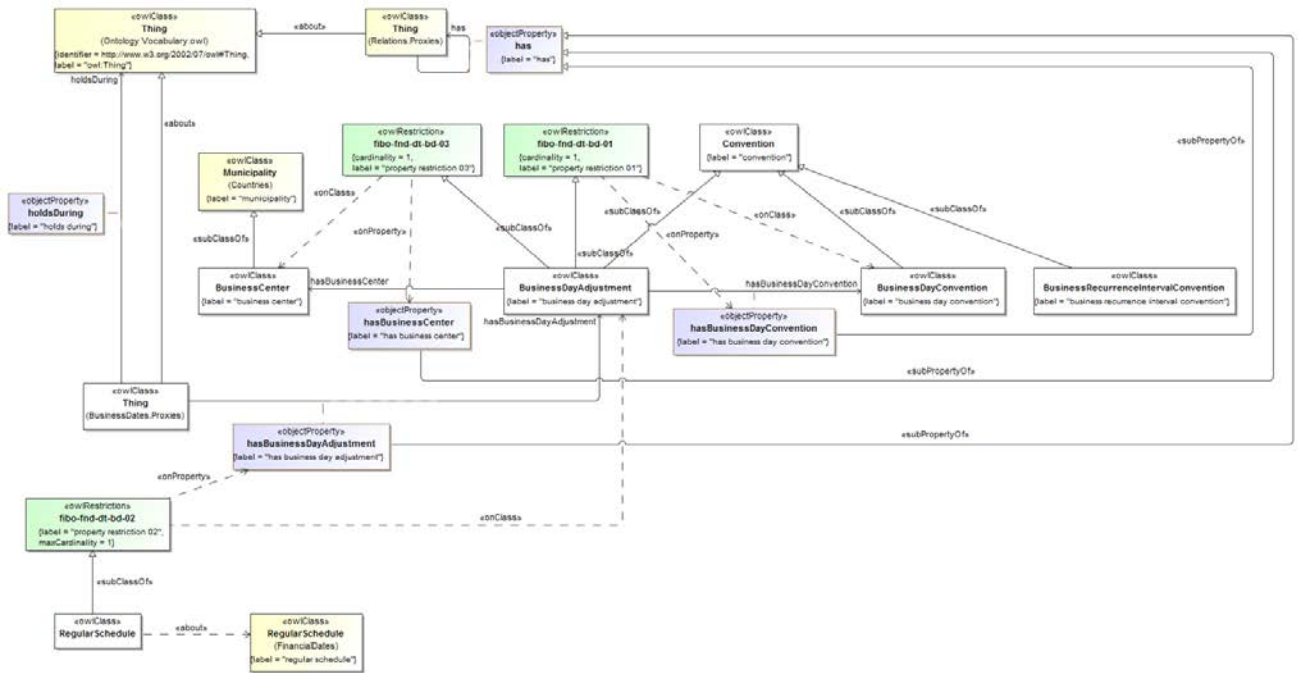 «owlClass»
Thing
(Ontology Vocabulary.owl)
{identifier = http://www.w3.org/2002/07/owl#Thing,
label = "owl:Thing"}
«about»
«owlClass»
Thing
(Relations.Proxies)
has
«objectProperty»
has
{label = "has"}
holdsDuring
«about»
«subPropertyOf»
«owlRestriction»
fibo-fnd-dt-bd-03
{cardinality = 1,
label = "property restriction 03"}
«owlRestriction»
fibo-fnd-dt-bd-01
{cardinality = 1,
label = "property restriction 01"}
«owlClass»
Convention
{label = "convention"}
«owlClass»
Municipality
(Countries)
{label = "municipality"}
«objectProperty»
holdsDuring
{label = "holds during"}
«onClass»
«onProperty»
«subClassOf»
«subClassOf»
«onClass»
«subClassOf»
«subClassOf»
«subClassOf»
«onProperty»
«subClassOf»
«owlClass»
BusinessCenter
{label = "business center"}
hasBusinessCenter
«owlClass»
BusinessDayAdjustment
{label = "business day adjustment"}
hasBusinessDayConvention
«owlClass»
BusinessDayConvention
{label = "business day convention"}
«owlClass»
BusinessRecurrenceIntervalConvention
{label = "business recurrence interval convention"}
«objectProperty»
hasBusinessCenter
{label = "has business center"}
hasBusinessDayAdjustment
«objectProperty»
hasBusinessDayConvention
{label = "has business day convention"}
«subPropertyOf»
«owlClass»
Thing
(BusinessDates.Proxies)
«objectProperty»
hasBusinessDayAdjustment
{label = "has business day adjustment"}
«subPropertyOf»
«onProperty»
«owlRestriction»
fibo-fnd-dt-bd-02
{label = "property restriction 02",
maxCardinality = 1}
«onClass»
«subClassOf»
«owlClass»
RegularSchedule
«about»
«owlClass»
RegularSchedule
(FinancialDates)
{label = "regular schedule"}